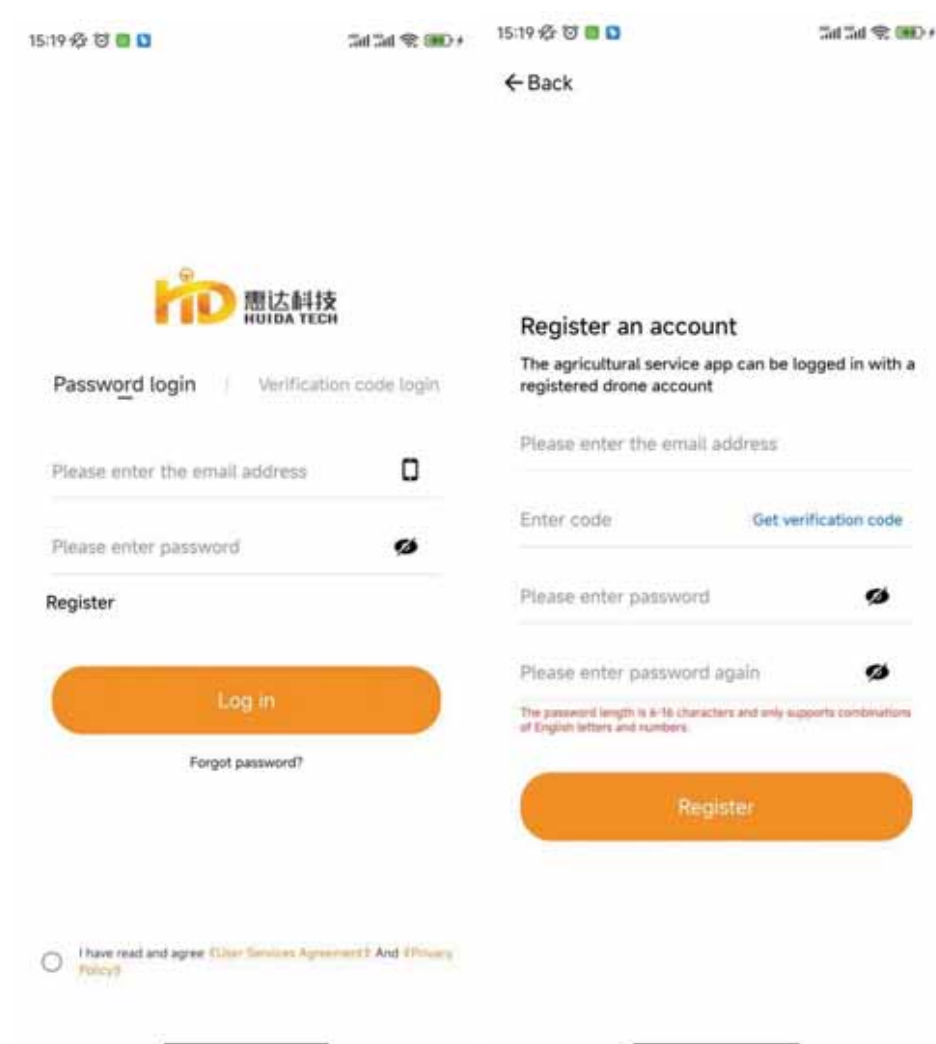 15:19
HD 惠达科技
HUIDA TECH
Password login
Verification code login
Please enter the email address
Please enter password
Register
Log in
Forgot password?
I have read and agree 《User Services Agreement》 And 《Privacy
Policy》
15:19
← Back
Register an account
The agricultural service app can be logged in with a
registered drone account
Please enter the email address
Enter code
Get verification code
Please enter password
Please enter password again
The password length is 6-16 characters and only supports combinations
of English letters and numbers.
Register